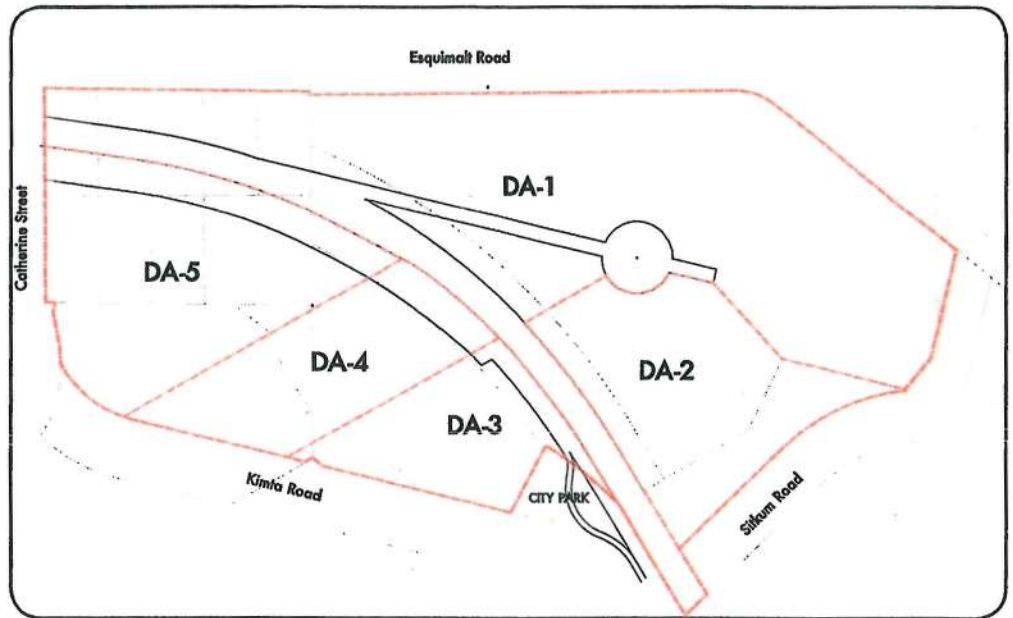 Esquimalt Road
DA-1
Catherine Street
DA-5
DA-4
DA-2
DA-3
Kimta Road
CITY PARK
Sitkum Road